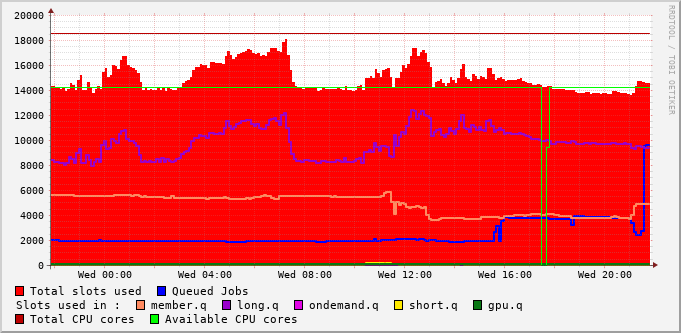 20000
18000
16000
14000
12000
10000
8000
6000
4000
2000
0
Wed 00:00 Wed 04:00 Wed 08:00 Wed 12:00 Wed 16:00 Wed 20:00
Total slots used Queued Jobs
Slots used in : member.q long.q ondemand.q short.q gpu.q
Total CPU cores Available CPU cores
RRDTOOL / TOBI OETIKER